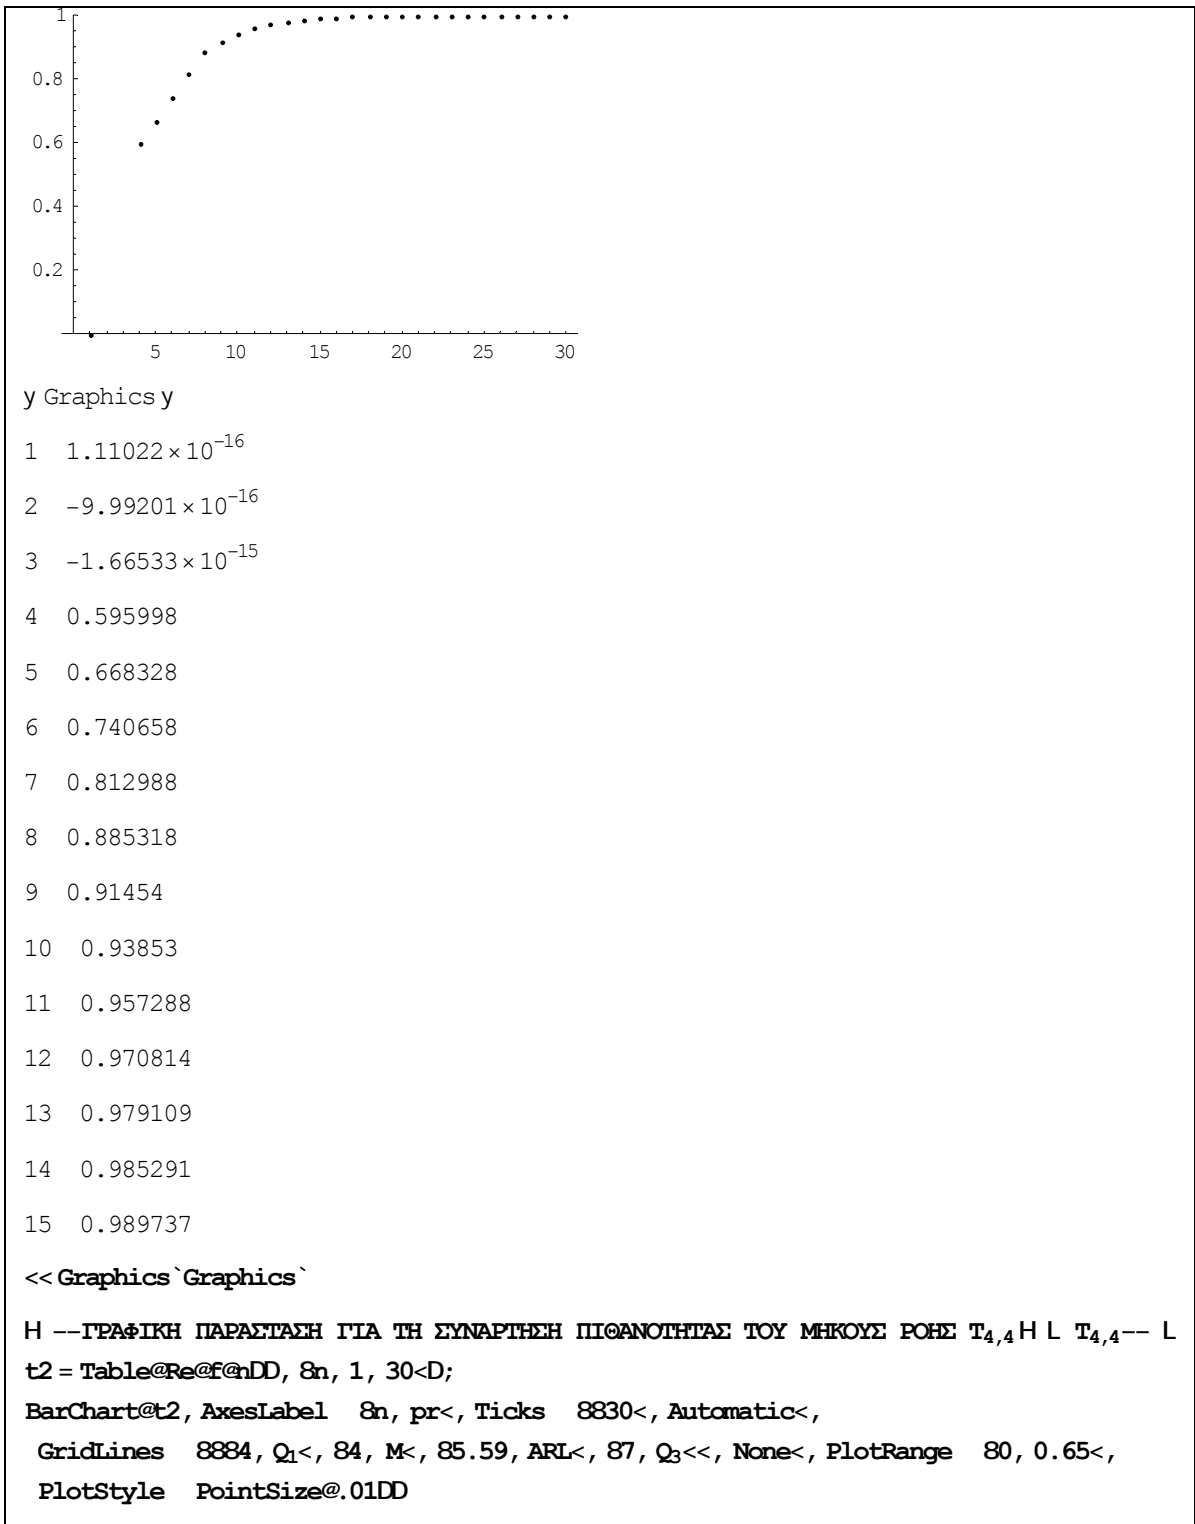 1
0.8
0.6
0.4
0.2
5 10 15 20 25 30
y Graphics y
1 1.11022×10⁻¹⁶
2 −9.99201×10⁻¹⁶
3 −1.66533×10⁻¹⁵
4 0.595998
5 0.668328
6 0.740658
7 0.812988
8 0.885318
9 0.91454
10 0.93853
11 0.957288
12 0.970814
13 0.979109
14 0.985291
15 0.989737
<< Graphics`Graphics`
H −−ΓΡΑΦΙΚΗ ΠΑΡΑΣΤΑΣΗ ΓΙΑ ΤΗ ΣΥΝΑΡΤΗΣΗ ΠΙΘΑΝΟΤΗΤΑΣ ΤΟΥ ΜΗΚΟΥΣ ΡΟΗΣ T₄,₄ H L T₄,₄−− L
t2 = Table@Re@f@nDD, 8n, 1, 30<D;
BarChart@t2, AxesLabel 8n, pr<, Ticks 8830<, Automatic<,
GridLines 8884, Q₁<, 84, M<, 85.59, ARL<, 87, Q₃<<, None<, PlotRange 80, 0.65<,
PlotStyle PointSize@.01DD